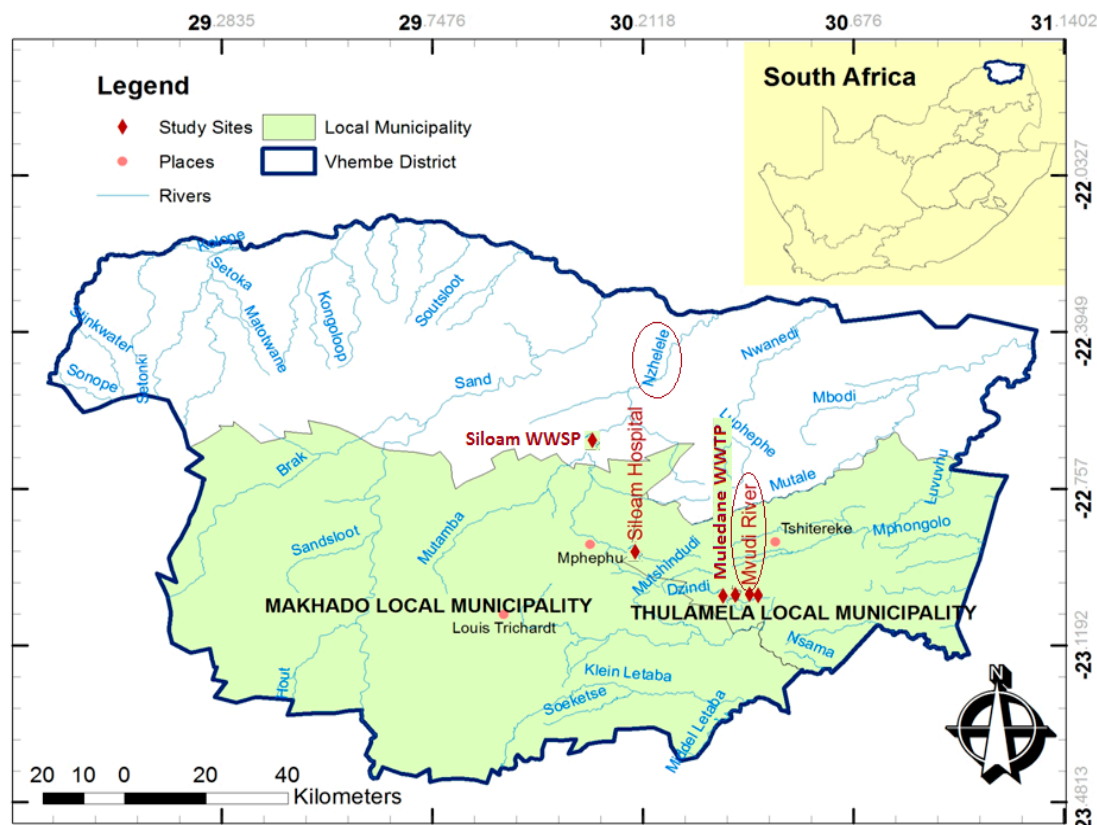 29.2835 29.7476 30.2118 30.676 31.1402
Legend
Study Sites
Local Municipality
Places
Vhembe District
Rivers
South Africa
-22.0327
-22.3949
-22.757
-23.1192
-23.4813
Kolope
Setoka
Matotwane
Kongoloop
Soutsloot
Stinkwater
Sonope
Setonki
Sand
Nzhelele
Nwanedi
Mbodi
Luphephe
Siloam WWSP
Siloam Hospital
Muledane WWTP
Mvudi River
Mutale
Luvuvhu
Brak
Sandsloot
Mutamba
Mphephu
Mutshindudi
Tshitereke
Mphongolo
Dzindi
MAKHADO LOCAL MUNICIPALITY
THULAMELA LOCAL MUNICIPALITY
Louis Trichardt
Nsama
Hout
Klein Letaba
Soeketse
Middel Letaba
N
20 10 0 20 40
Kilometers